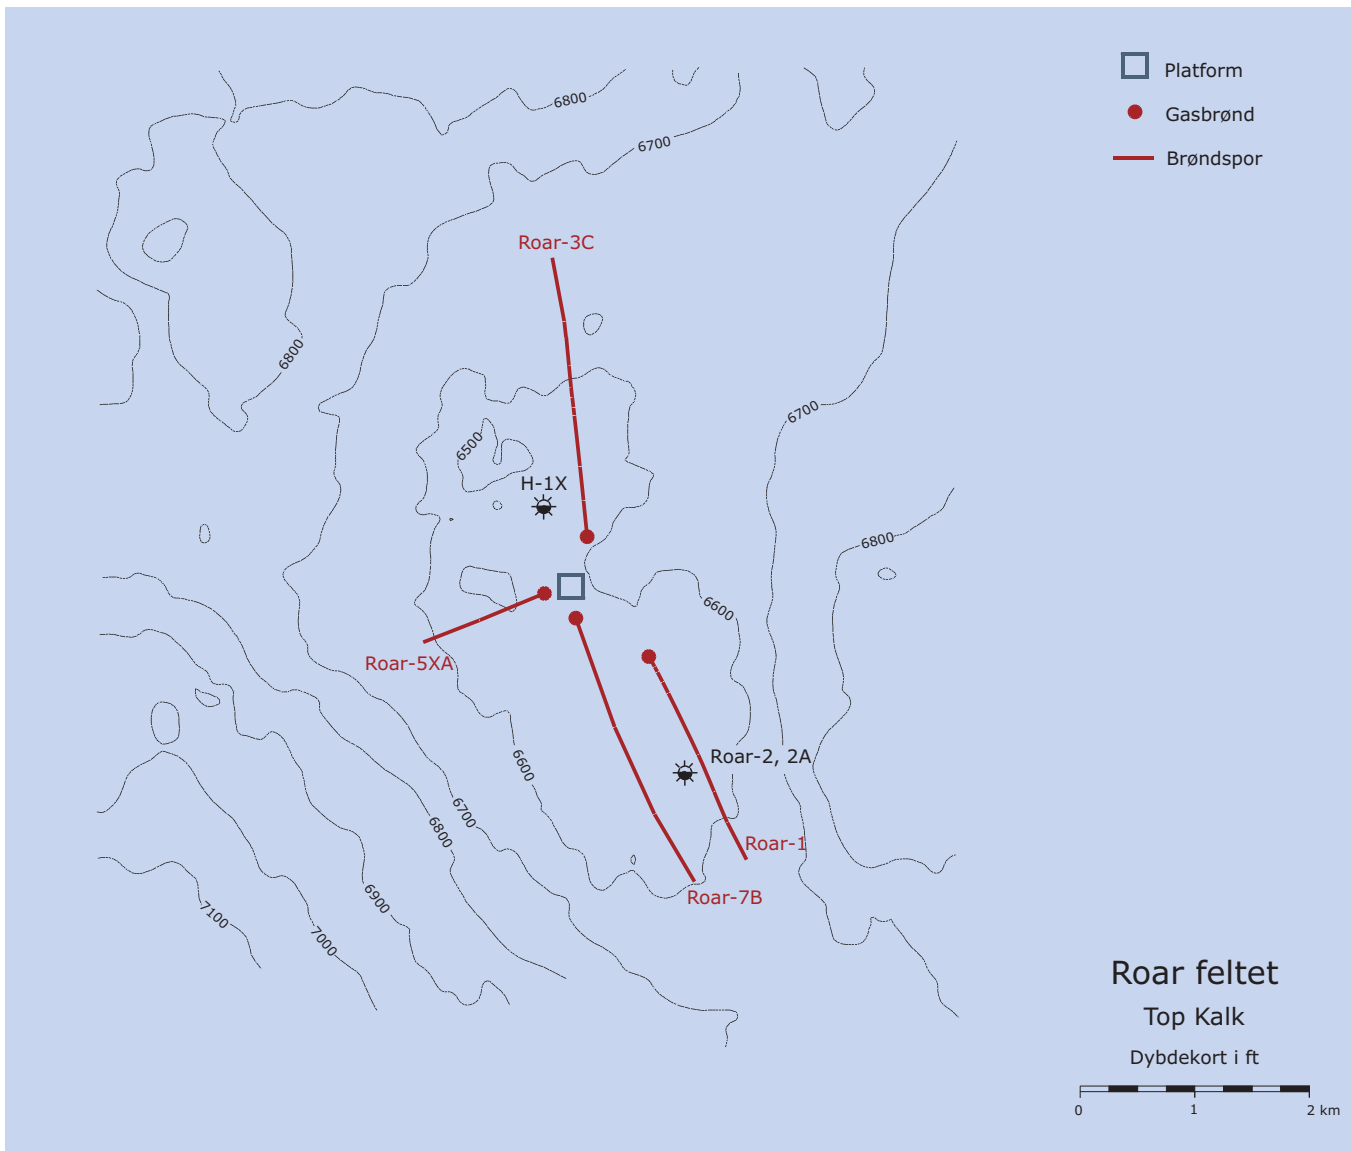 Platform
Gasbrønd
Brøndspor
6800
6700
Roar-3C
6800
6700
6500
H-1X
6800
6600
Roar-5XA
Roar-2, 2A
6600
6700
6800
Roar-1
6900
Roar-7B
7100
7000
Roar feltet
Top Kalk
Dybdekort i ft
0 1 2 km